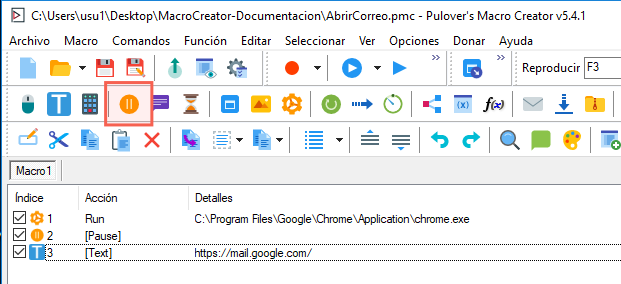 C:\Users\usu1\Desktop\MacroCreator-Documentacion\AbrirCorreo.pmc - Pulover's Macro Creator v5.4.1
Archivo Macro Comandos Función Editar Seleccionar Ver Opciones Donar Ayuda
Reproducir F3
T
(x) f(x)
Macro1
Índice Acción Detalles
1 Run C:\Program Files\Google\Chrome\Application\chrome.exe
2 [Pause]
T 3 [Text] https://mail.google.com/